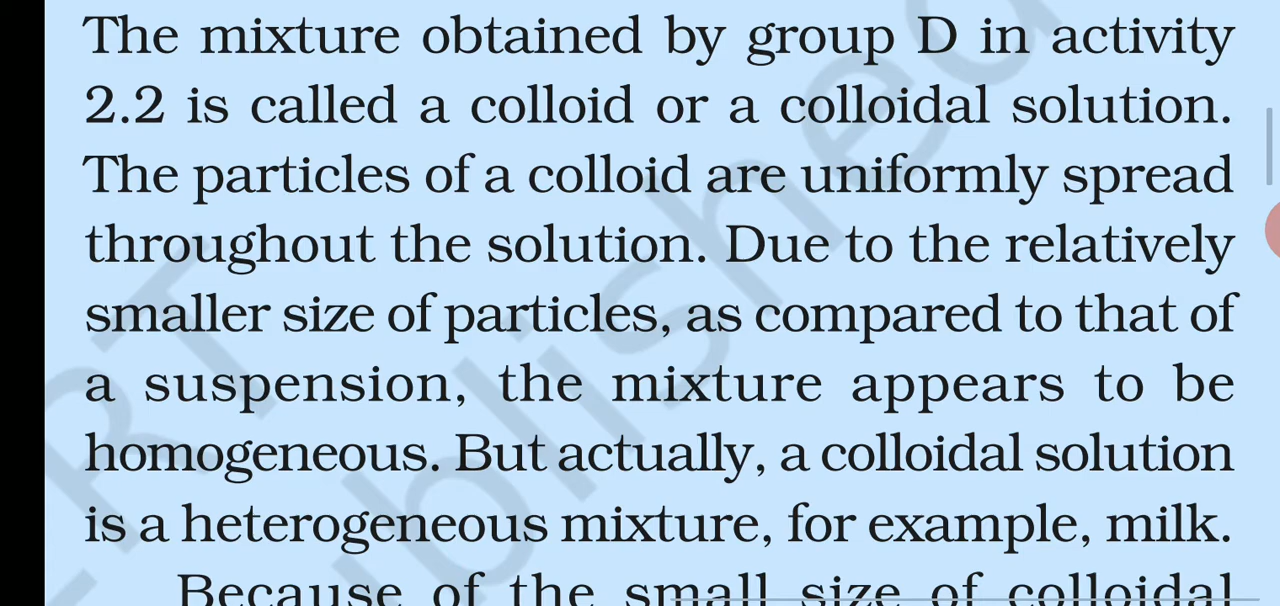 The mixture obtained by group D in activity
2.2 is called a colloid or a colloidal solution.
The particles of a colloid are uniformly spread
throughout the solution. Due to the relatively
smaller size of particles, as compared to that of
a suspension, the mixture appears to be
homogeneous. But actually, a colloidal solution
is a heterogeneous mixture, for example, milk.
Because of the small size of colloidal